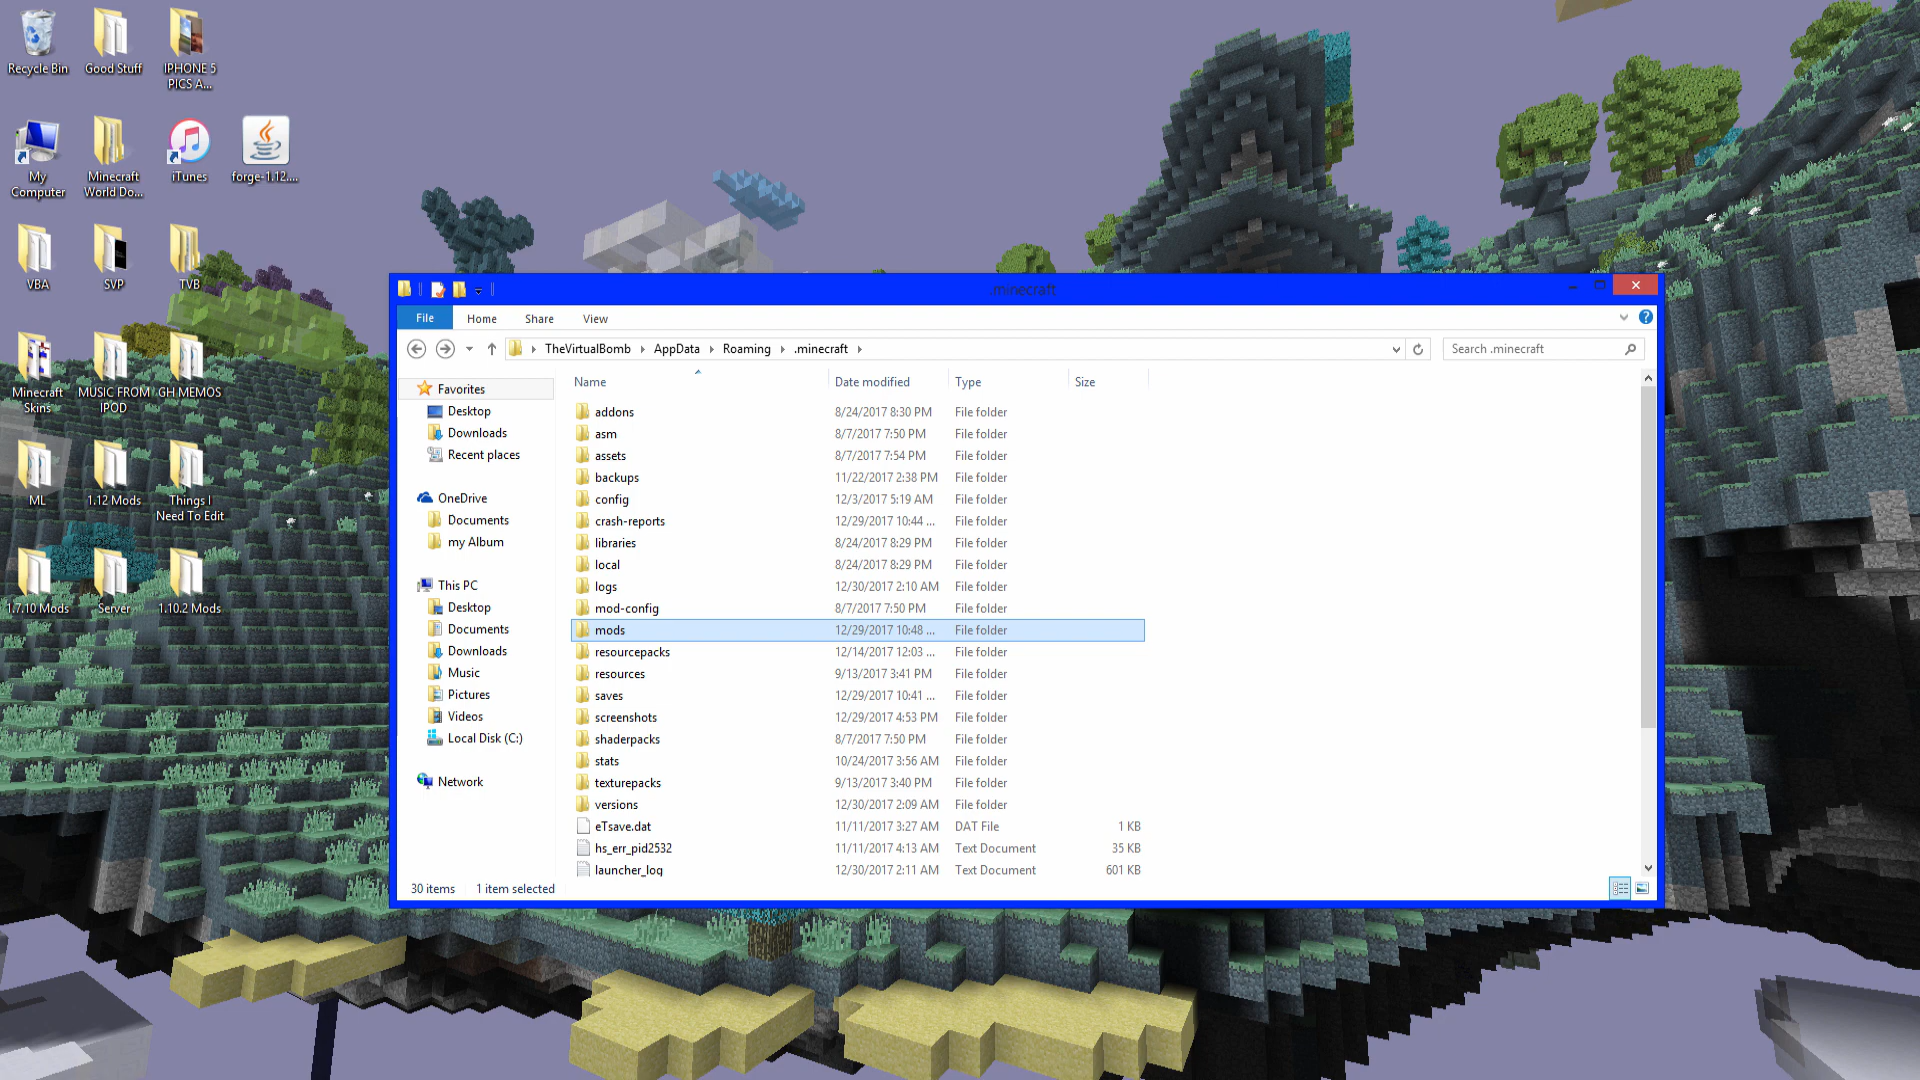 Recycle Bin
Good Stuff
IPHONE 5
PICS A...
My
Computer
Minecraft
World Do...
iTunes
forge-1.12....
VBA
SVP
TVB
Minecraft
Skins
MUSIC FROM
IPOD
GH MEMOS
ML
1.12 Mods
Things I
Need To Edit
1.7.10 Mods
Server
1.10.2 Mods
.minecraft
File Home Share View
TheVirtualBomb AppData Roaming .minecraft
Search .minecraft
Favorites
Desktop
Downloads
Recent places
OneDrive
Documents
my Album
This PC
Desktop
Documents
Downloads
Music
Pictures
Videos
Local Disk (C:)
Network
Name Date modified Type Size
addons 8/24/2017 8:30 PM File folder
asm 8/7/2017 7:50 PM File folder
assets 8/7/2017 7:54 PM File folder
backups 11/22/2017 2:38 PM File folder
config 12/3/2017 5:19 AM File folder
crash-reports 12/29/2017 10:44 ... File folder
libraries 8/24/2017 8:29 PM File folder
local 8/24/2017 8:29 PM File folder
logs 12/30/2017 2:10 AM File folder
mod-config 8/7/2017 7:50 PM File folder
mods 12/29/2017 10:48 ... File folder
resourcepacks 12/14/2017 12:03 ... File folder
resources 9/13/2017 3:41 PM File folder
saves 12/29/2017 10:41 ... File folder
screenshots 12/29/2017 4:53 PM File folder
shaderpacks 8/7/2017 7:50 PM File folder
stats 10/24/2017 3:56 AM File folder
texturepacks 9/13/2017 3:40 PM File folder
versions 12/30/2017 2:09 AM File folder
eTsave.dat 11/11/2017 3:27 AM DAT File 1 KB
hs_err_pid2532 11/11/2017 4:13 AM Text Document 35 KB
launcher_log 12/30/2017 2:11 AM Text Document 601 KB
30 items 1 item selected